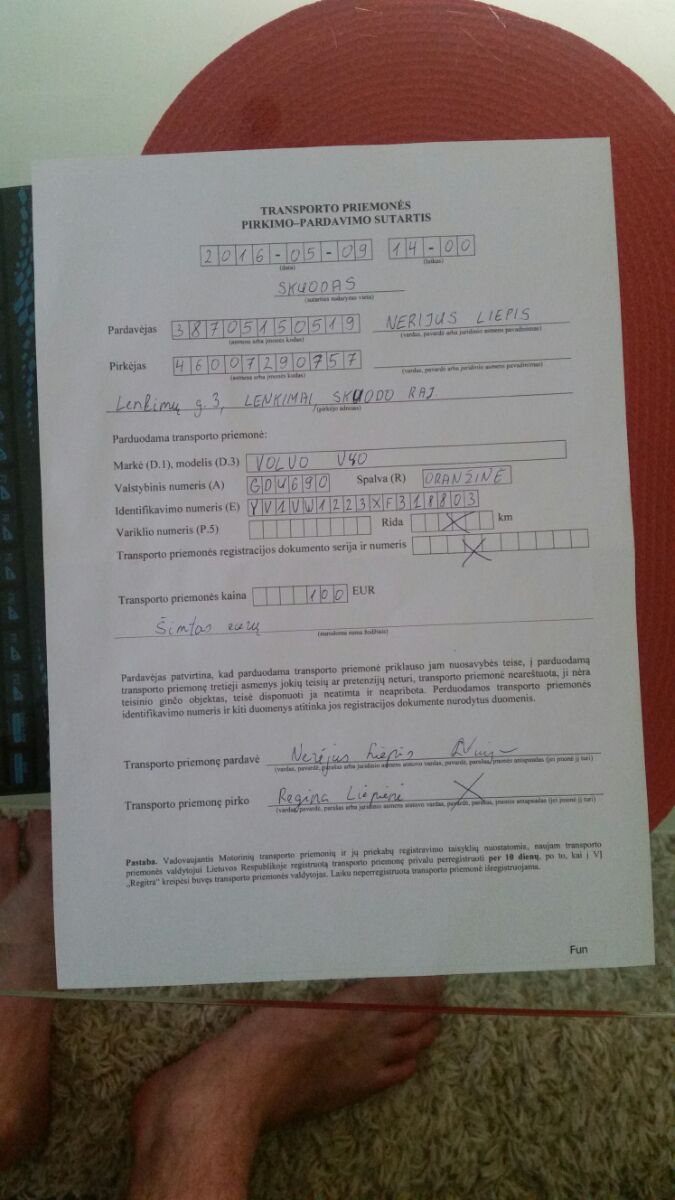 TRANSPORTO PRIEMONĖS
PIRKIMO–PARDAVIMO SUTARTIS
2016-05-09 14-00
(data) (laikas)
SKUODAS
(sutarties sudarymo vieta)
Pardavėjas 38705150519 NERIJUS LIEPIS
(asmens arba įmonės kodas) (vardas, pavardė arba juridinio asmens pavadinimas)
Pirkėjas 46007290757
(asmens arba įmonės kodas) (vardas, pavardė arba juridinio asmens pavadinimas)
Lenkimų g. 3, LENKIMAI, SKUODO RAJ.
(pirkėjo adresas)
Parduodama transporto priemonė:
Markė (D.1), modelis (D.3) VOLVO V40
Valstybinis numeris (A) GDU690 Spalva (R) ORANŽINĖ
Identifikavimo numeris (E) YV1VW1223XF318803
Variklio numeris (P.5) Rida X km
Transporto priemonės registracijos dokumento serija ir numeris X
Transporto priemonės kaina 100 EUR
Šimtas eurų
(nurodoma suma žodžiais)
Pardavėjas patvirtina, kad parduodama transporto priemonė priklauso jam nuosavybės teise, į parduodamą
transporto priemonę tretieji asmenys jokių teisių ar pretenzijų neturi, transporto priemonė neareštuota, ji nėra
teisinio ginčo objektas, teisė disponuoti ja neatimta ir neapribota. Perduodamos transporto priemonės
identifikavimo numeris ir kiti duomenys atitinka jos registracijos dokumente nurodytus duomenis.
Transporto priemonę pardavė Nerijus Liepis
(vardas, pavardė, parašas arba juridinio asmens atstovo vardas, pavardė, parašas, įmonės antspaudas (jei įmonė jį turi)
Transporto priemonę pirko Regina Liepienė X
(vardas, pavardė, parašas arba juridinio asmens atstovo vardas, pavardė, parašas, įmonės antspaudas (jei įmonė jį turi)
Pastaba. Vadovaujantis Motorinių transporto priemonių ir jų priekabų registravimo taisyklių nuostatomis, naujam transporto
priemonės valdytojui Lietuvos Respublikoje registruotą transporto priemonę privalu perregistruoti per 10 dienų, po to, kai į VĮ
„Regitra“ kreipėsi buvęs transporto priemonės valdytojas. Laiku neperregistruota transporto priemonė išregistruojama.
Fun